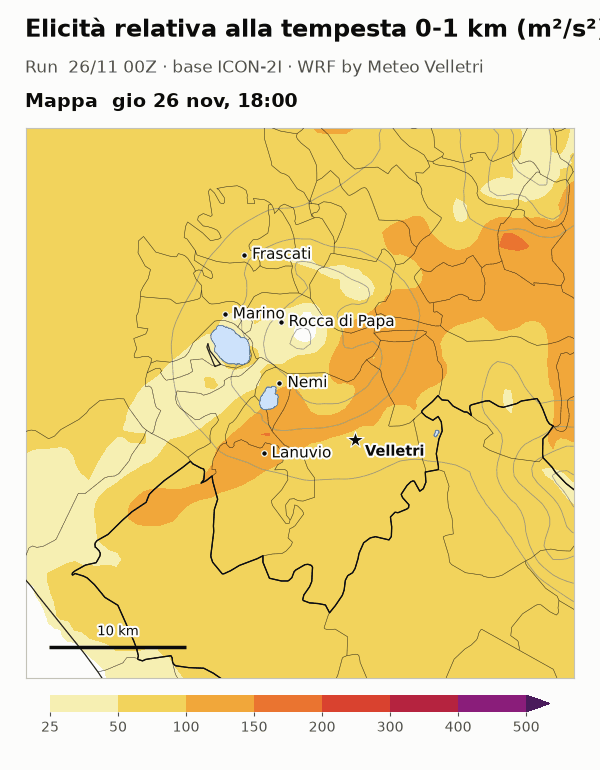 Elicità relativa alla tempesta 0-1 km (m²/s²)
Run  26/11 00Z · base ICON-2I · WRF by Meteo Velletri
Mappa  gio 26 nov, 18:00
Frascati
Marino
Rocca di Papa
Nemi
Velletri
Lanuvio
10 km
25 50 100 150 200 300 400 500